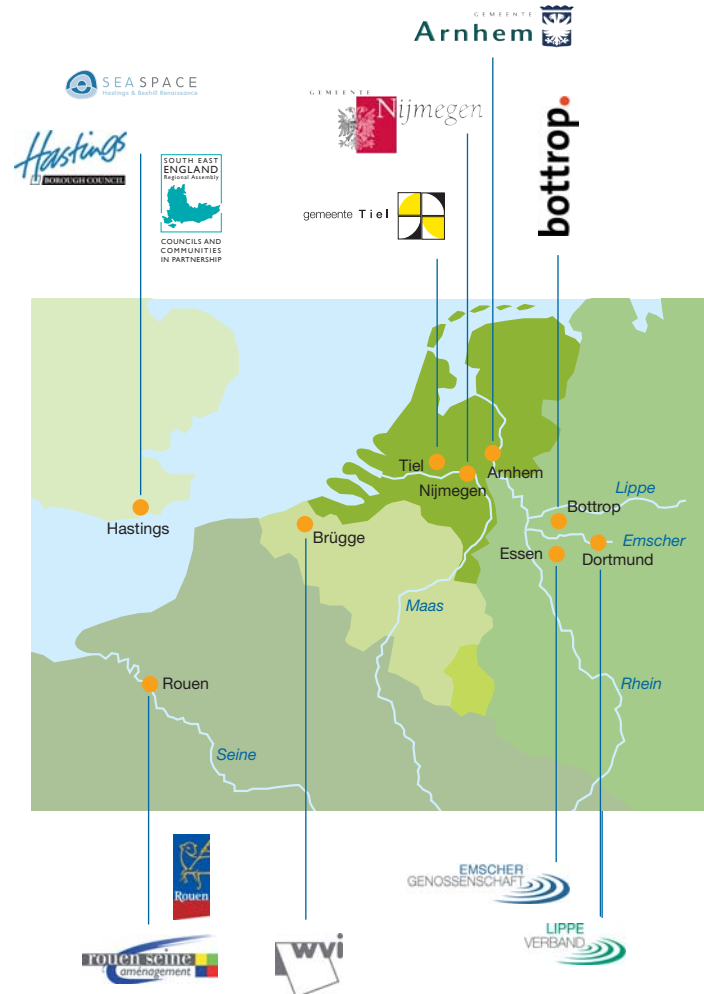 GEMEENTE
Arnhem
SEASPACE
Hastings & Bexhill Renaissance
GEMEENTE
Nijmegen
bottrop.
Hastings
BOROUGH COUNCIL
SOUTH EAST
ENGLAND
Regional Assembly
COUNCILS AND
COMMUNITIES
IN PARTNERSHIP
gemeente Tiel
Tiel
Arnhem
Nijmegen
Lippe
Bottrop
Hastings
Brügge
Emscher
Essen
Dortmund
Maas
Rouen
Rhein
Seine
Rouen
EMSCHER
GENOSSENSCHAFT
LIPPE
VERBAND
rouen seine
aménagement
wvi